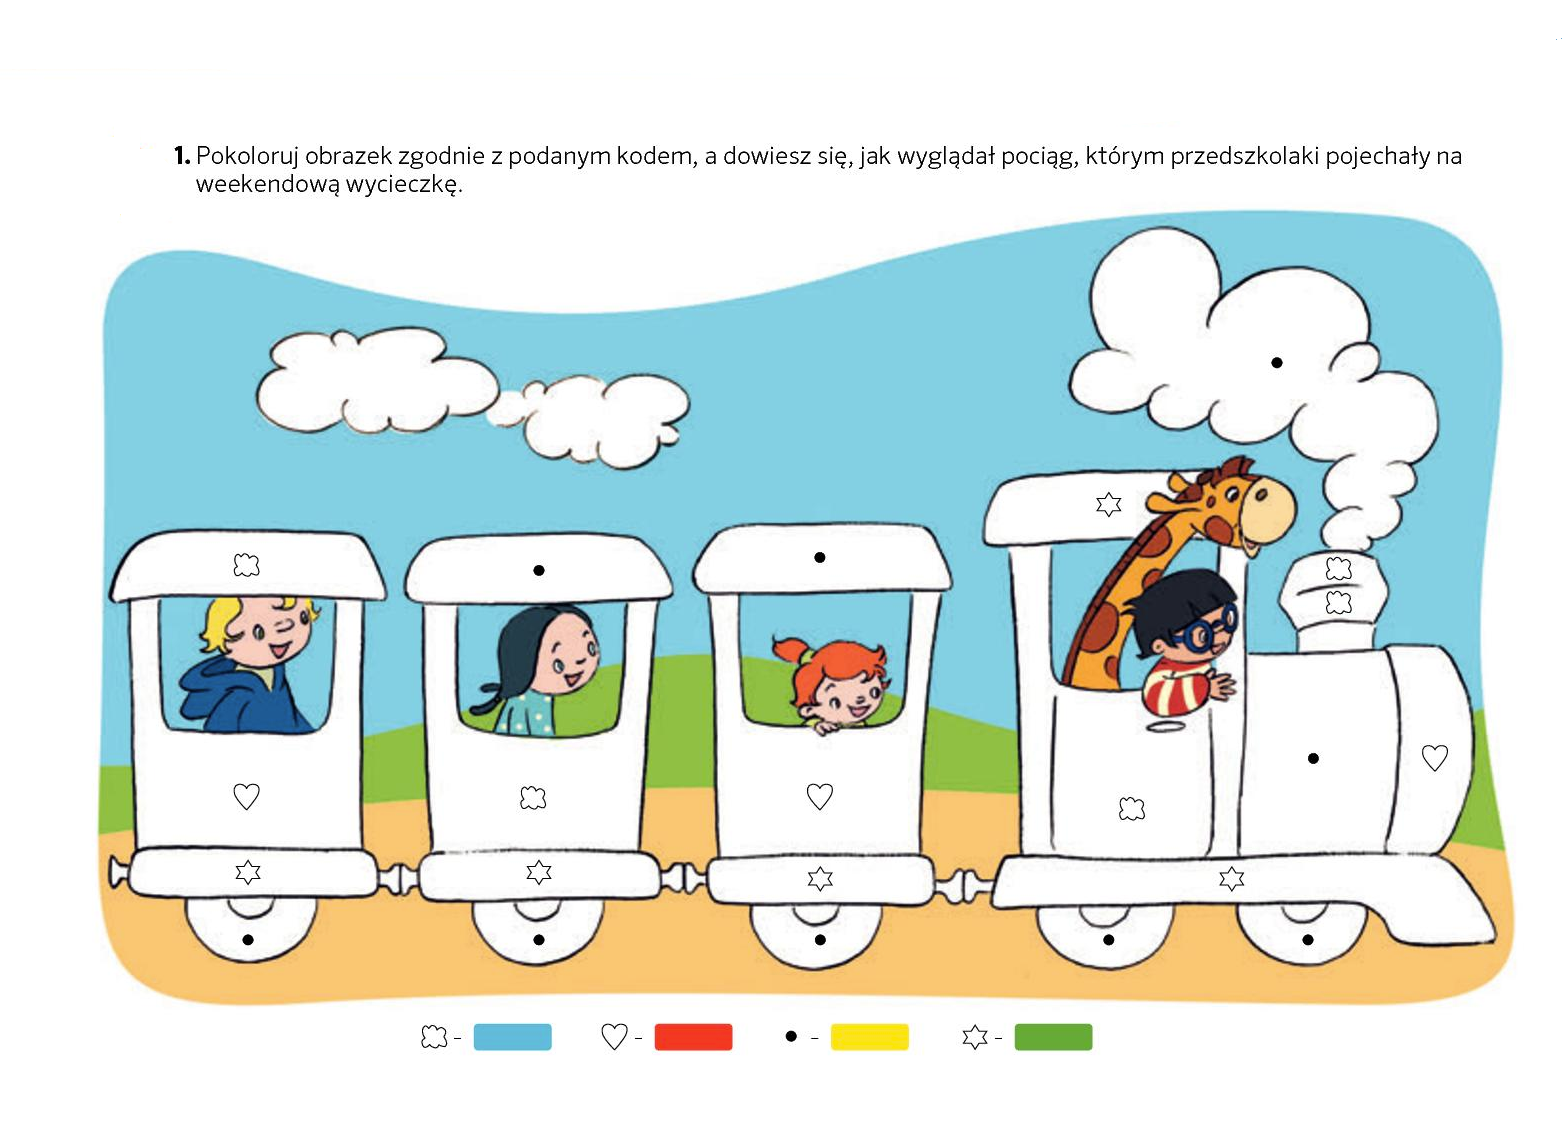 1. Pokoloruj obrazek zgodnie z podanym kodem, a dowiesz się, jak wyglądał pociąg, którym przedszkolaki pojechały na
weekendową wycieczkę.